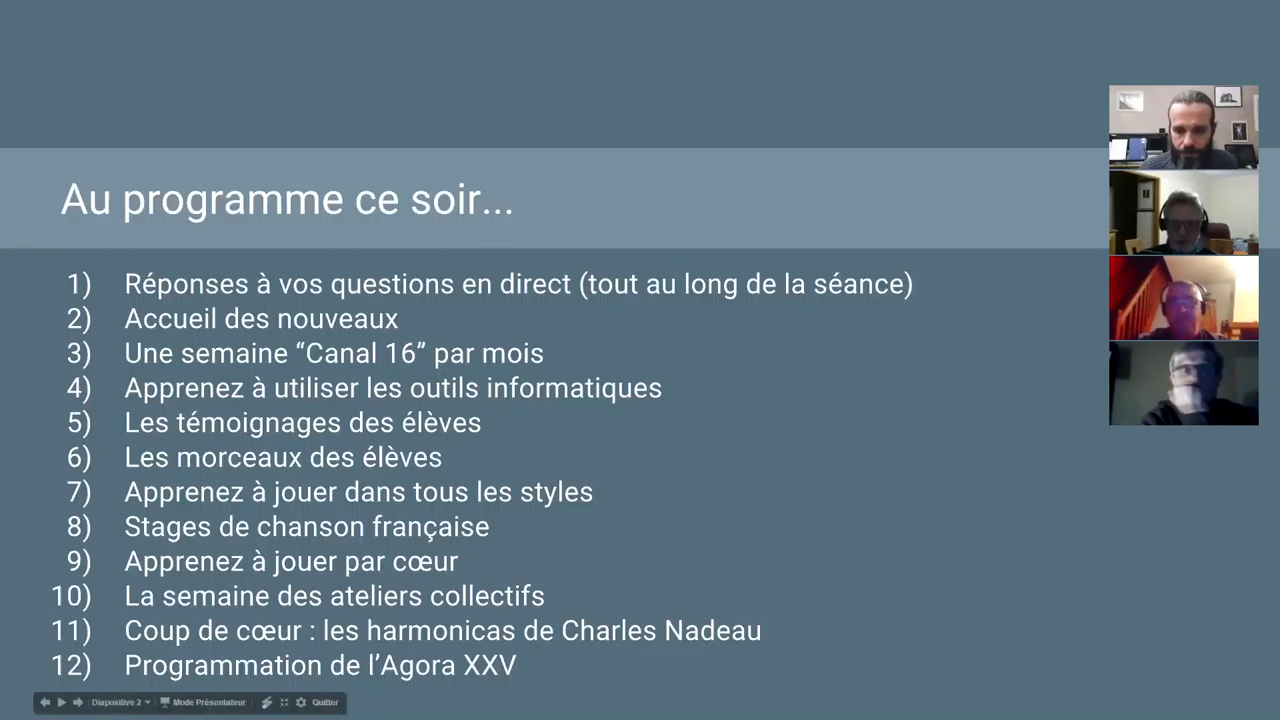 Au programme ce soir...
1) Réponses à vos questions en direct (tout au long de la séance)
2) Accueil des nouveaux
3) Une semaine “Canal 16” par mois
4) Apprenez à utiliser les outils informatiques
5) Les témoignages des élèves
6) Les morceaux des élèves
7) Apprenez à jouer dans tous les styles
8) Stages de chanson française
9) Apprenez à jouer par cœur
10) La semaine des ateliers collectifs
11) Coup de cœur : les harmonicas de Charles Nadeau
12) Programmation de l’Agora XXV
Diapositive 2 Mode Présentateur Quitter